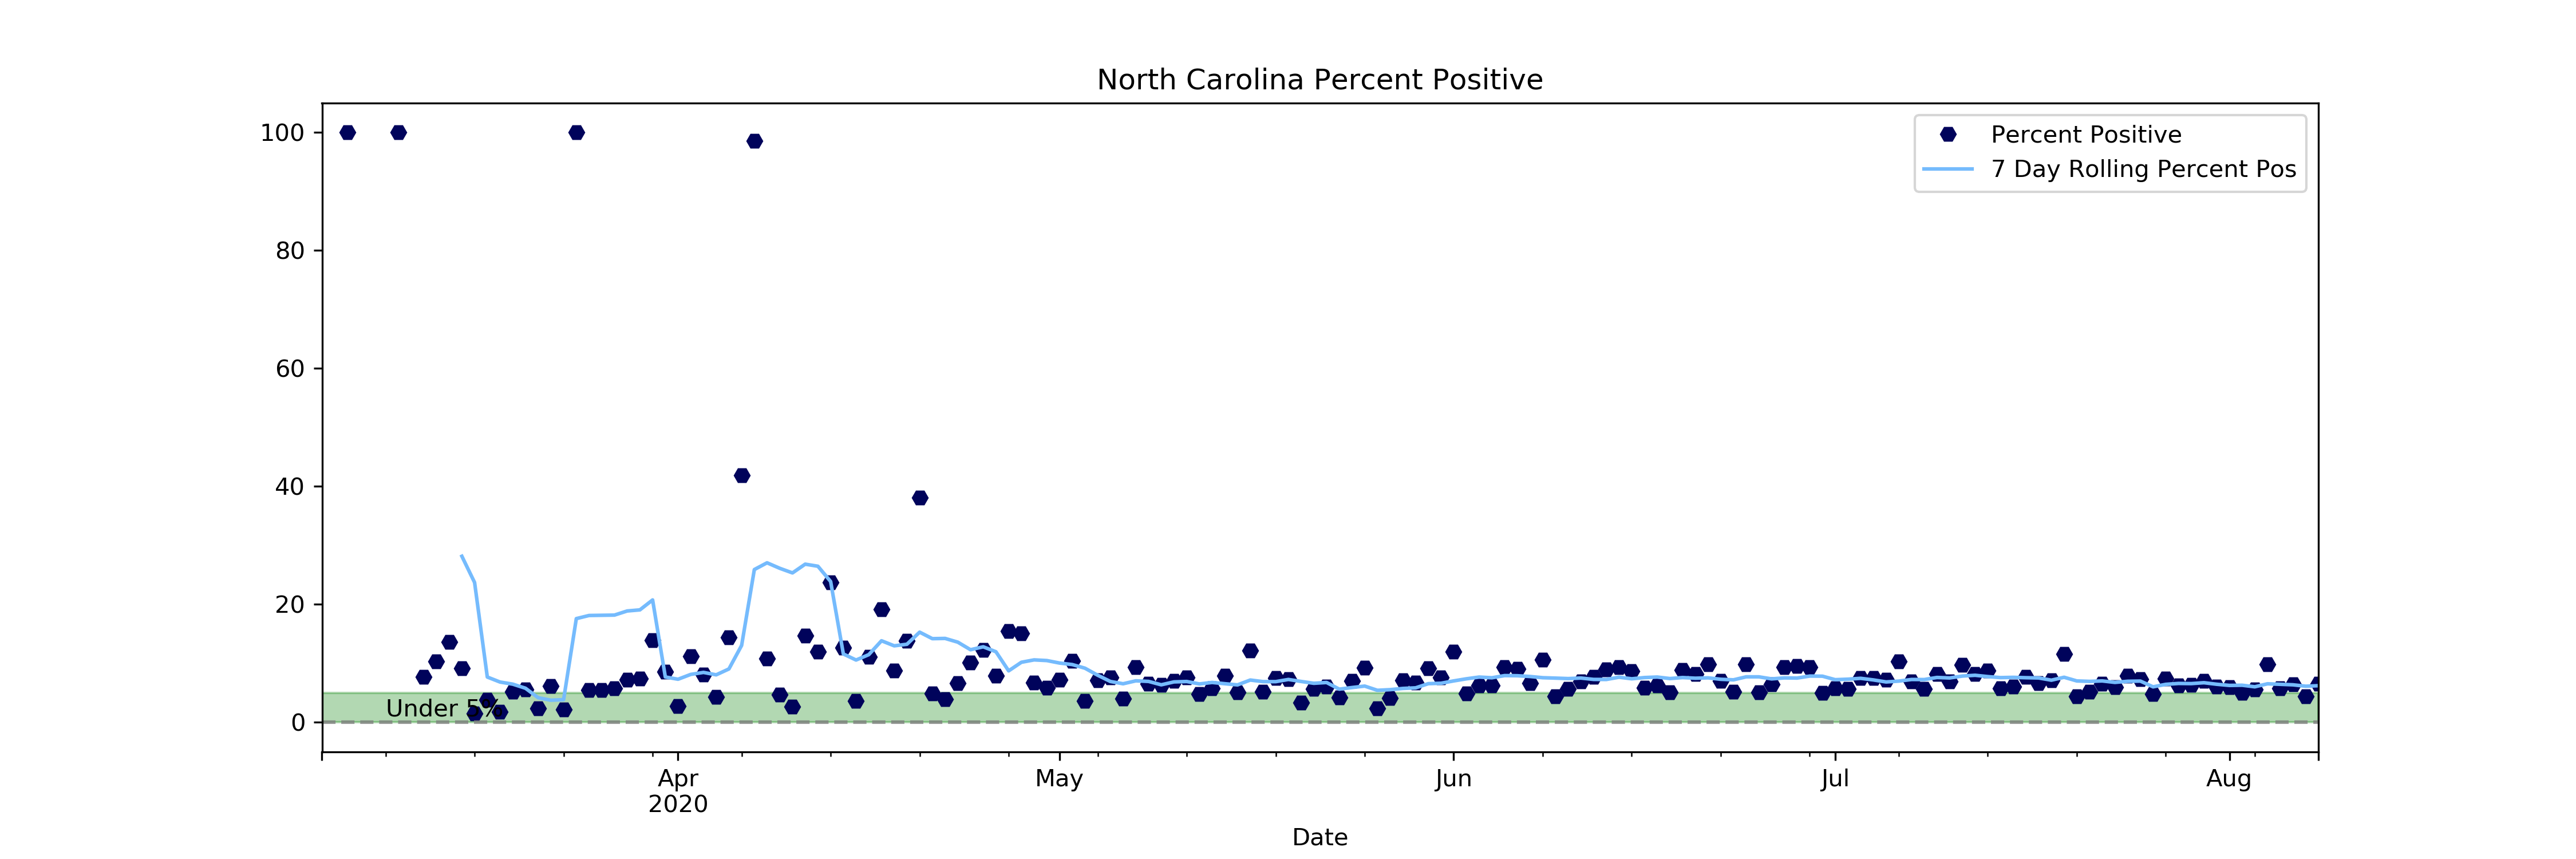 North Carolina Percent Positive
Percent Positive
7 Day Rolling Percent Pos
100
80
60
40
20
0
Under 5%
Apr
2020
May
Jun
Jul
Aug
Date